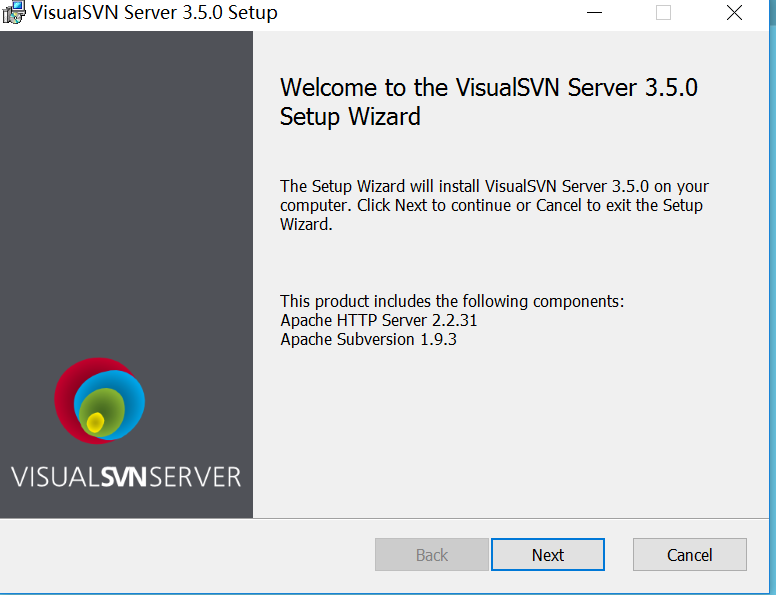 VisualSVN Server 3.5.0 Setup
Welcome to the VisualSVN Server 3.5.0
Setup Wizard
The Setup Wizard will install VisualSVN Server 3.5.0 on your
computer. Click Next to continue or Cancel to exit the Setup
Wizard.
This product includes the following components:
Apache HTTP Server 2.2.31
Apache Subversion 1.9.3
VISUALSVNSERVER
Back
Next
Cancel